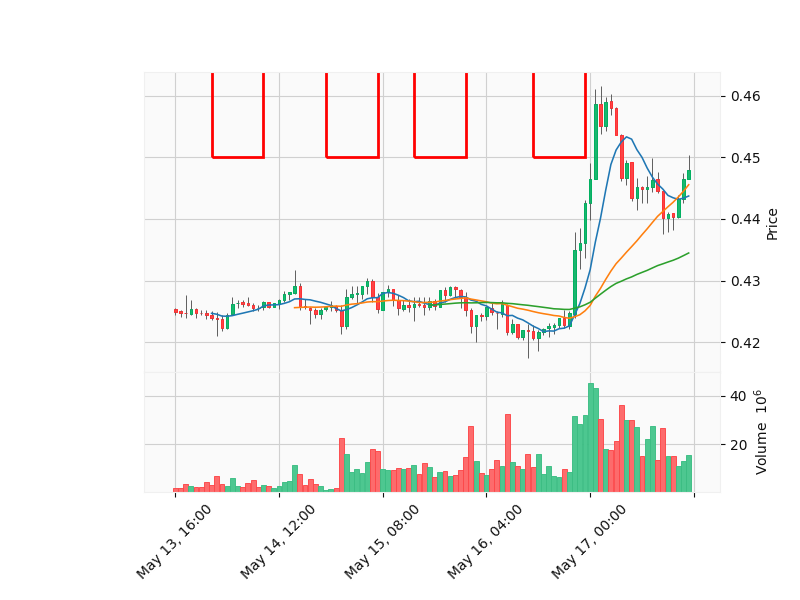 0.46
0.45
0.44
0.43
0.42
Price
40
20
Volume 10^6
May 13, 16:00
May 14, 12:00
May 15, 08:00
May 16, 04:00
May 17, 00:00